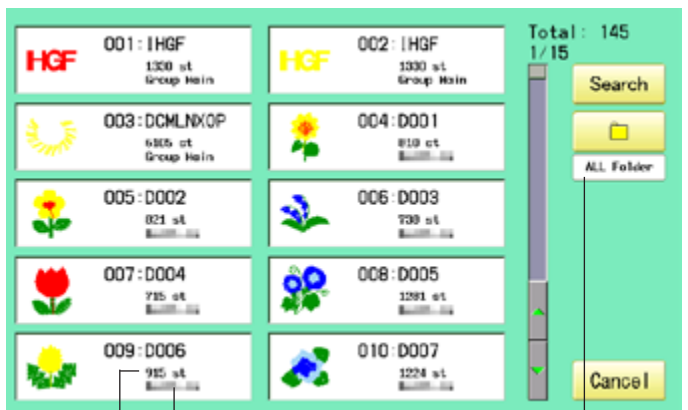 HGF
001:IHGF
1330 st
Group Main
HGF
002:IHGF
1330 st
Group Main
003:DCMLNXOP
6105 st
Group Main
004:D001
810 st
005:D002
821 st
006:D003
730 st
007:D004
715 st
008:D005
1281 st
009:D006
915 st
010:D007
1224 st
Total: 145
1/15
Search
ALL Folder
Cancel